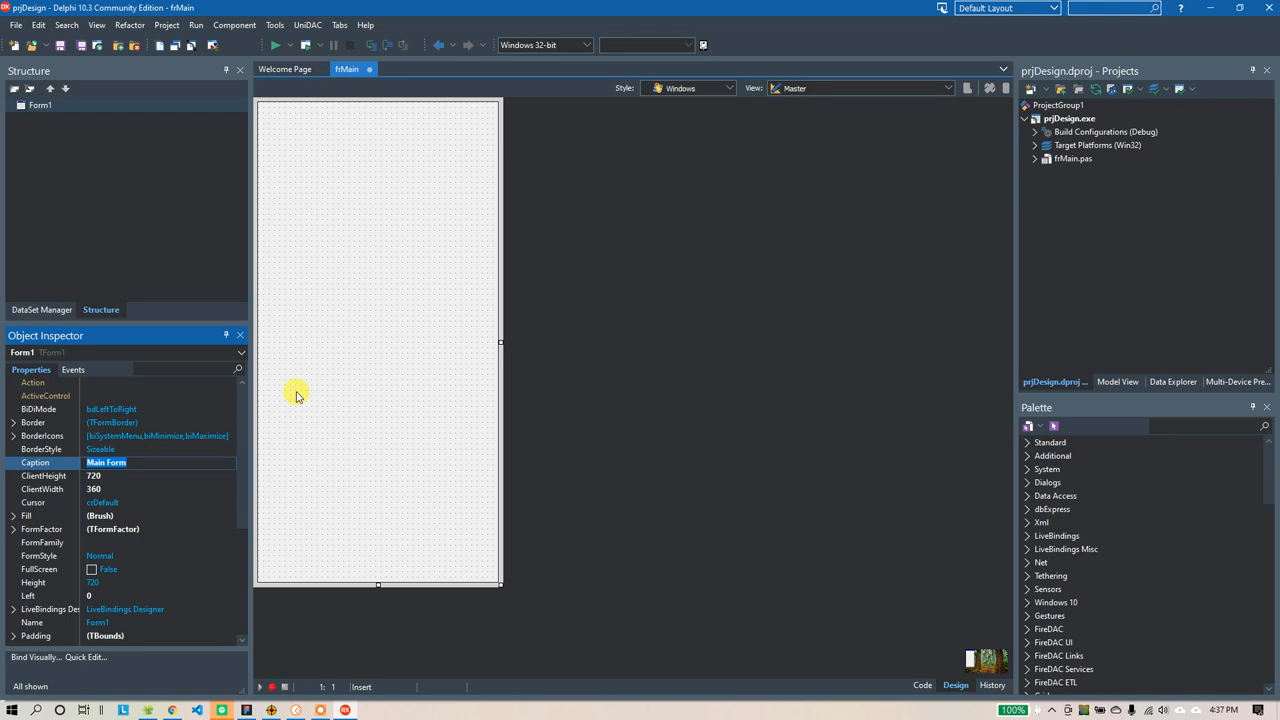 prjDesign - Delphi 10.3 Community Edition - frMain
Default Layout
File Edit Search View Refactor Project Run Component Tools UniDAC Tabs Help
Windows 32-bit
Structure
Welcome Page
frMain
prjDesign.dproj - Projects
Style:
Windows
View:
Master
Form1
ProjectGroup1
prjDesign.exe
Build Configurations (Debug)
Target Platforms (Win32)
frMain.pas
DataSet Manager
Structure
Object Inspector
Form1 TForm1
Properties Events
Action
ActiveControl
BiDiMode bdLeftToRight
Border (TFormBorder)
BorderIcons [biSystemMenu,biMinimize,biMaximize]
BorderStyle Sizeable
Caption Main Form
ClientHeight 720
ClientWidth 360
Cursor crDefault
Fill (Brush)
FormFactor (TFormFactor)
FormFamily
FormStyle Normal
FullScreen False
Height 720
Left 0
LiveBindings Des LiveBindings Designer
Name Form1
Padding (TBounds)
Bind Visually... Quick Edit...
All shown
prjDesign.dproj ... Model View Data Explorer Multi-Device Pre...
Palette
Standard
Additional
System
Dialogs
Data Access
dbExpress
Xml
LiveBindings
LiveBindings Misc
Net
Tethering
Sensors
Windows 10
Gestures
FireDAC
FireDAC UI
FireDAC Links
FireDAC Services
FireDAC ETL
1: 1 Insert
Code Design History
100%
4:37 PM